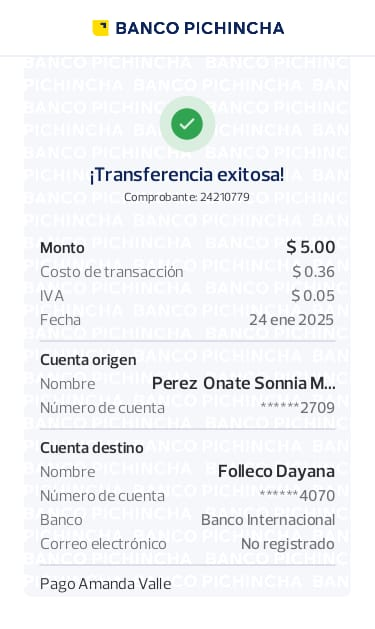 BANCO PICHINCHA
¡Transferencia exitosa!
Comprobante: 24210779
Monto $ 5.00
Costo de transacción $ 0.36
IVA $ 0.05
Fecha 24 ene 2025
Cuenta origen
Nombre Perez Onate Sonnia M...
Número de cuenta ******2709
Cuenta destino
Nombre Folleco Dayana
Número de cuenta ******4070
Banco Banco Internacional
Correo electrónico No registrado
Pago Amanda Valle